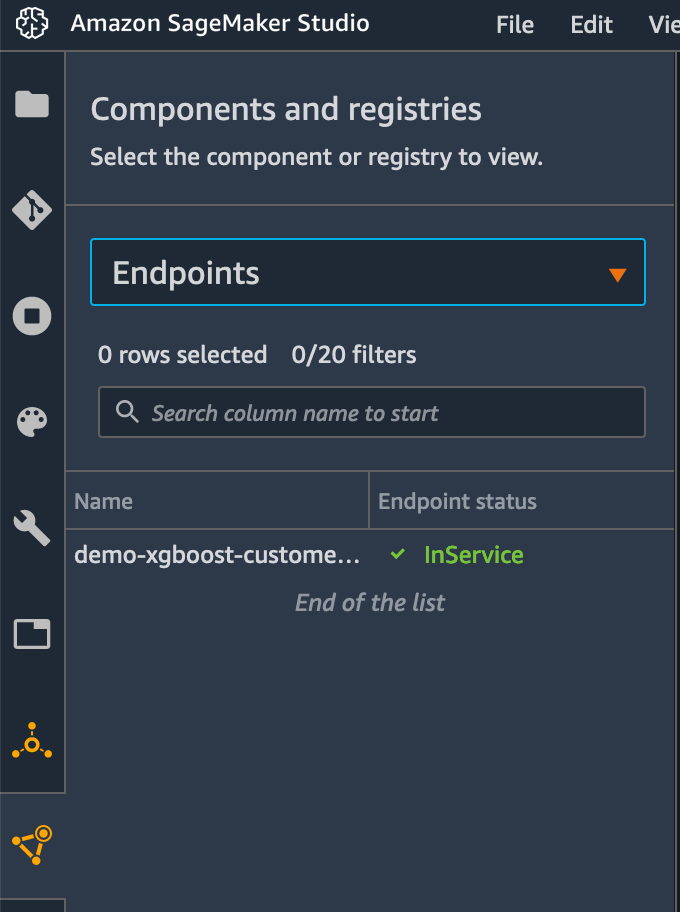 Amazon SageMaker Studio File Edit
Components and registries
Select the component or registry to view.
Endpoints
0 rows selected 0/20 filters
Search column name to start
Name Endpoint status
demo-xgboost-custome... InService
End of the list